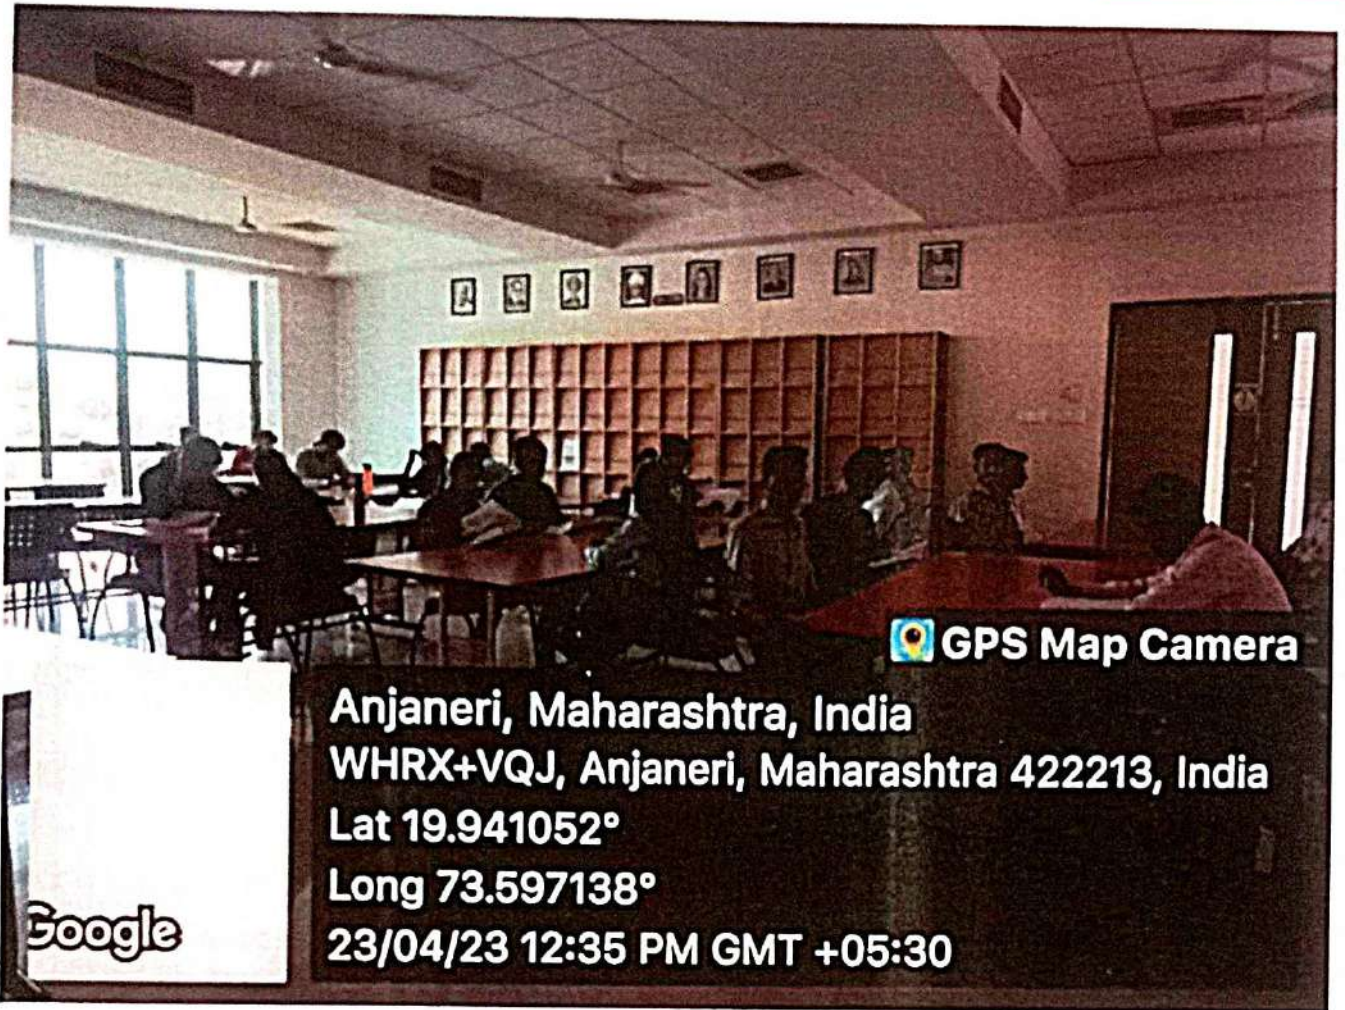 GPS Map Camera
Anjaneri, Maharashtra, India
WHRX+VQJ, Anjaneri, Maharashtra 422213, India
Lat 19.941052°
Long 73.597138°
23/04/23 12:35 PM GMT +05:30
Google